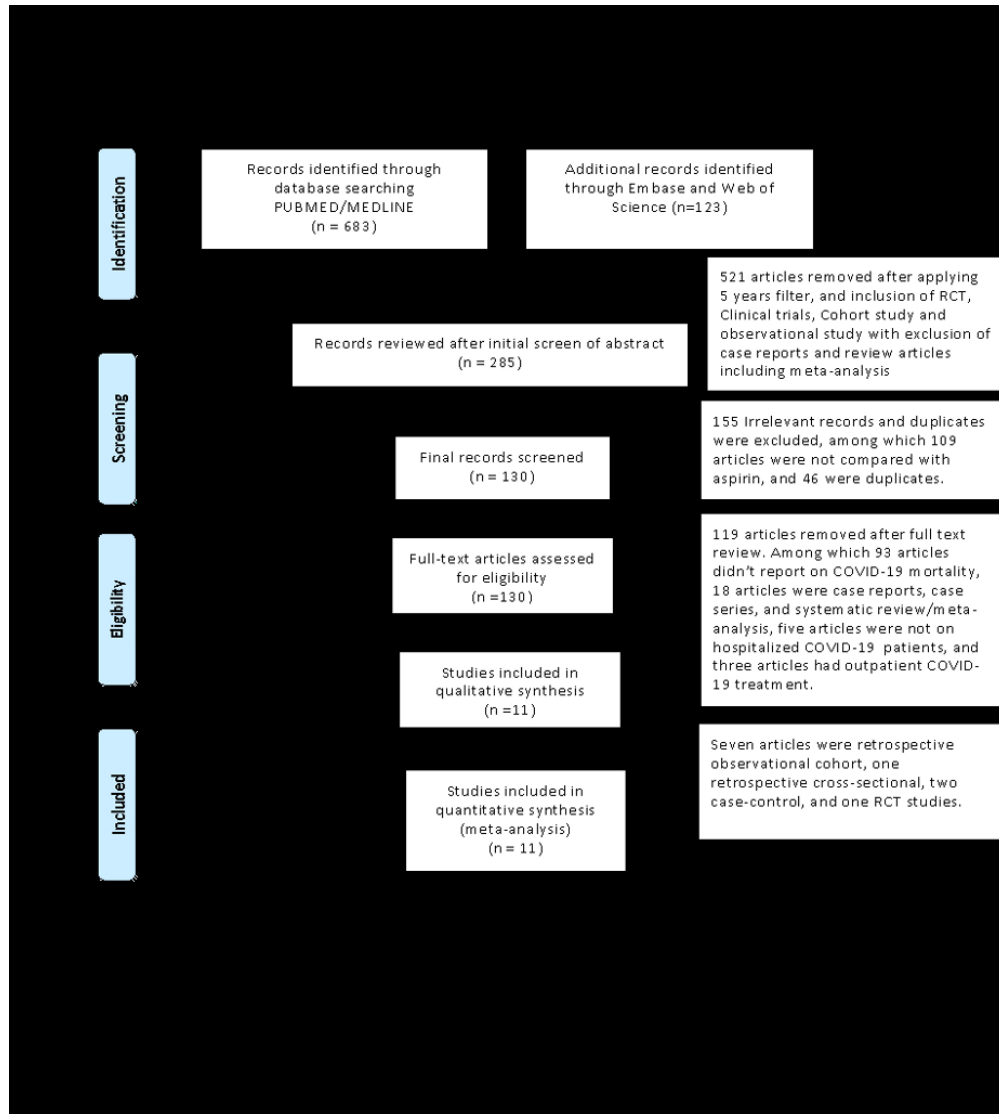 Identification
Records identified through
database searching
PUBMED/MEDLINE
(n = 683)
Additional records identified
through Embase and Web of
Science (n=123)
521 articles removed after applying
5 years filter, and inclusion of RCT,
Clinical trials, Cohort study and
observational study with exclusion of
case reports and review articles
including meta-analysis
Records reviewed after initial screen of abstract
(n = 285)
Screening
155 Irrelevant records and duplicates
were excluded, among which 109
articles were not compared with
aspirin, and 46 were duplicates.
Final records screened
(n = 130)
Eligibility
Full-text articles assessed
for eligibility
(n =130)
119 articles removed after full text
review. Among which 93 articles
didn't report on COVID-19 mortality,
18 articles were case reports, case
series, and systematic review/meta-
analysis, five articles were not on
hospitalized COVID-19 patients, and
three articles had outpatient COVID-
19 treatment.
Studies included in
qualitative synthesis
(n =11)
Included
Seven articles were retrospective
observational cohort, one
retrospective cross-sectional, two
case-control, and one RCT studies.
Studies included in
quantitative synthesis
(meta-analysis)
(n = 11)